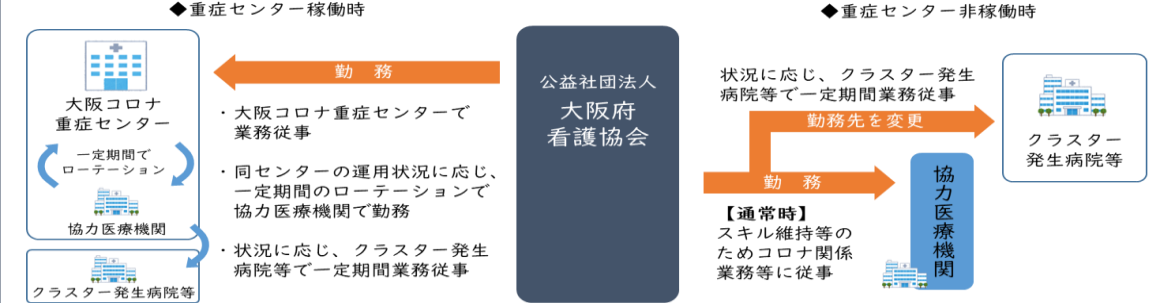 ◆重症センター稼働時
大阪コロナ
重症センター
一定期間で
ローテーション
協力医療機関
クラスター発生病院等
勤　務
・大阪コロナ重症センターで
業務従事
・同センターの運用状況に応じ、
一定期間のローテーションで
協力医療機関で勤務
・状況に応じ、クラスター発生
病院等で一定期間業務従事
公益社団法人
大阪府
看護協会
◆重症センター非稼働時
状況に応じ、クラスター発生
病院等で一定期間業務従事
勤務先を変更
クラスター
発生病院等
勤　務
【通常時】
スキル維持等の
ためコロナ関係
業務等に従事
協力医療機関